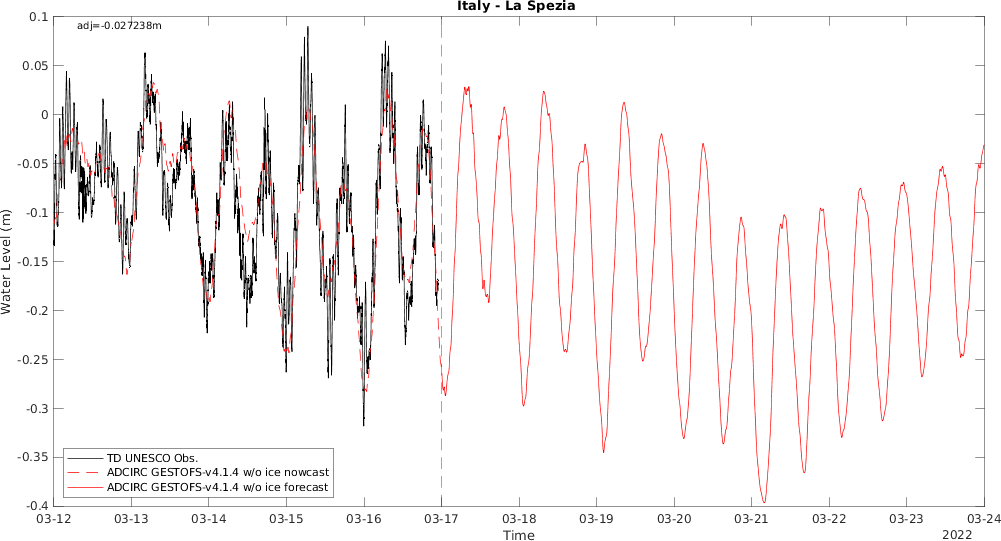 Italy - La Spezia
adj=-0.027238m
0.1
0.05
0
-0.05
-0.1
-0.15
-0.2
-0.25
-0.3
-0.35
-0.4
Water Level (m)
TD UNESCO Obs.
ADCIRC GESTOFS-v4.1.4 w/o ice nowcast
ADCIRC GESTOFS-v4.1.4 w/o ice forecast
03-12 03-13 03-14 03-15 03-16 03-17 03-18 03-19 03-20 03-21 03-22 03-23 03-24
Time
2022